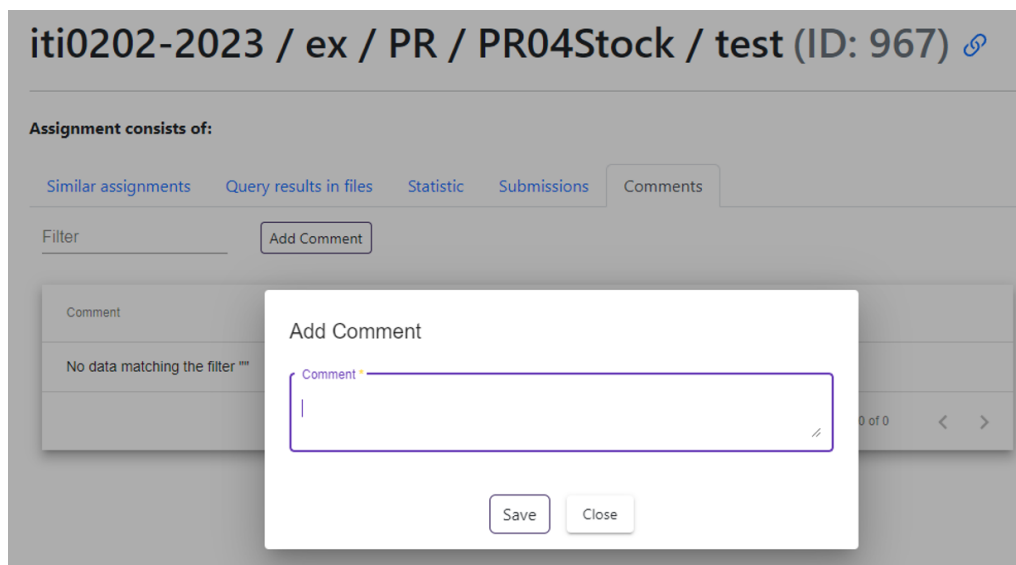 iti0202-2023 / ex / PR / PR04Stock / test (ID: 967)
Assignment consists of:
Similar assignments Query results in files Statistic Submissions Comments
Filter Add Comment
Comment
No data matching the filter ""
0 of 0
Add Comment
Comment *
Save Close